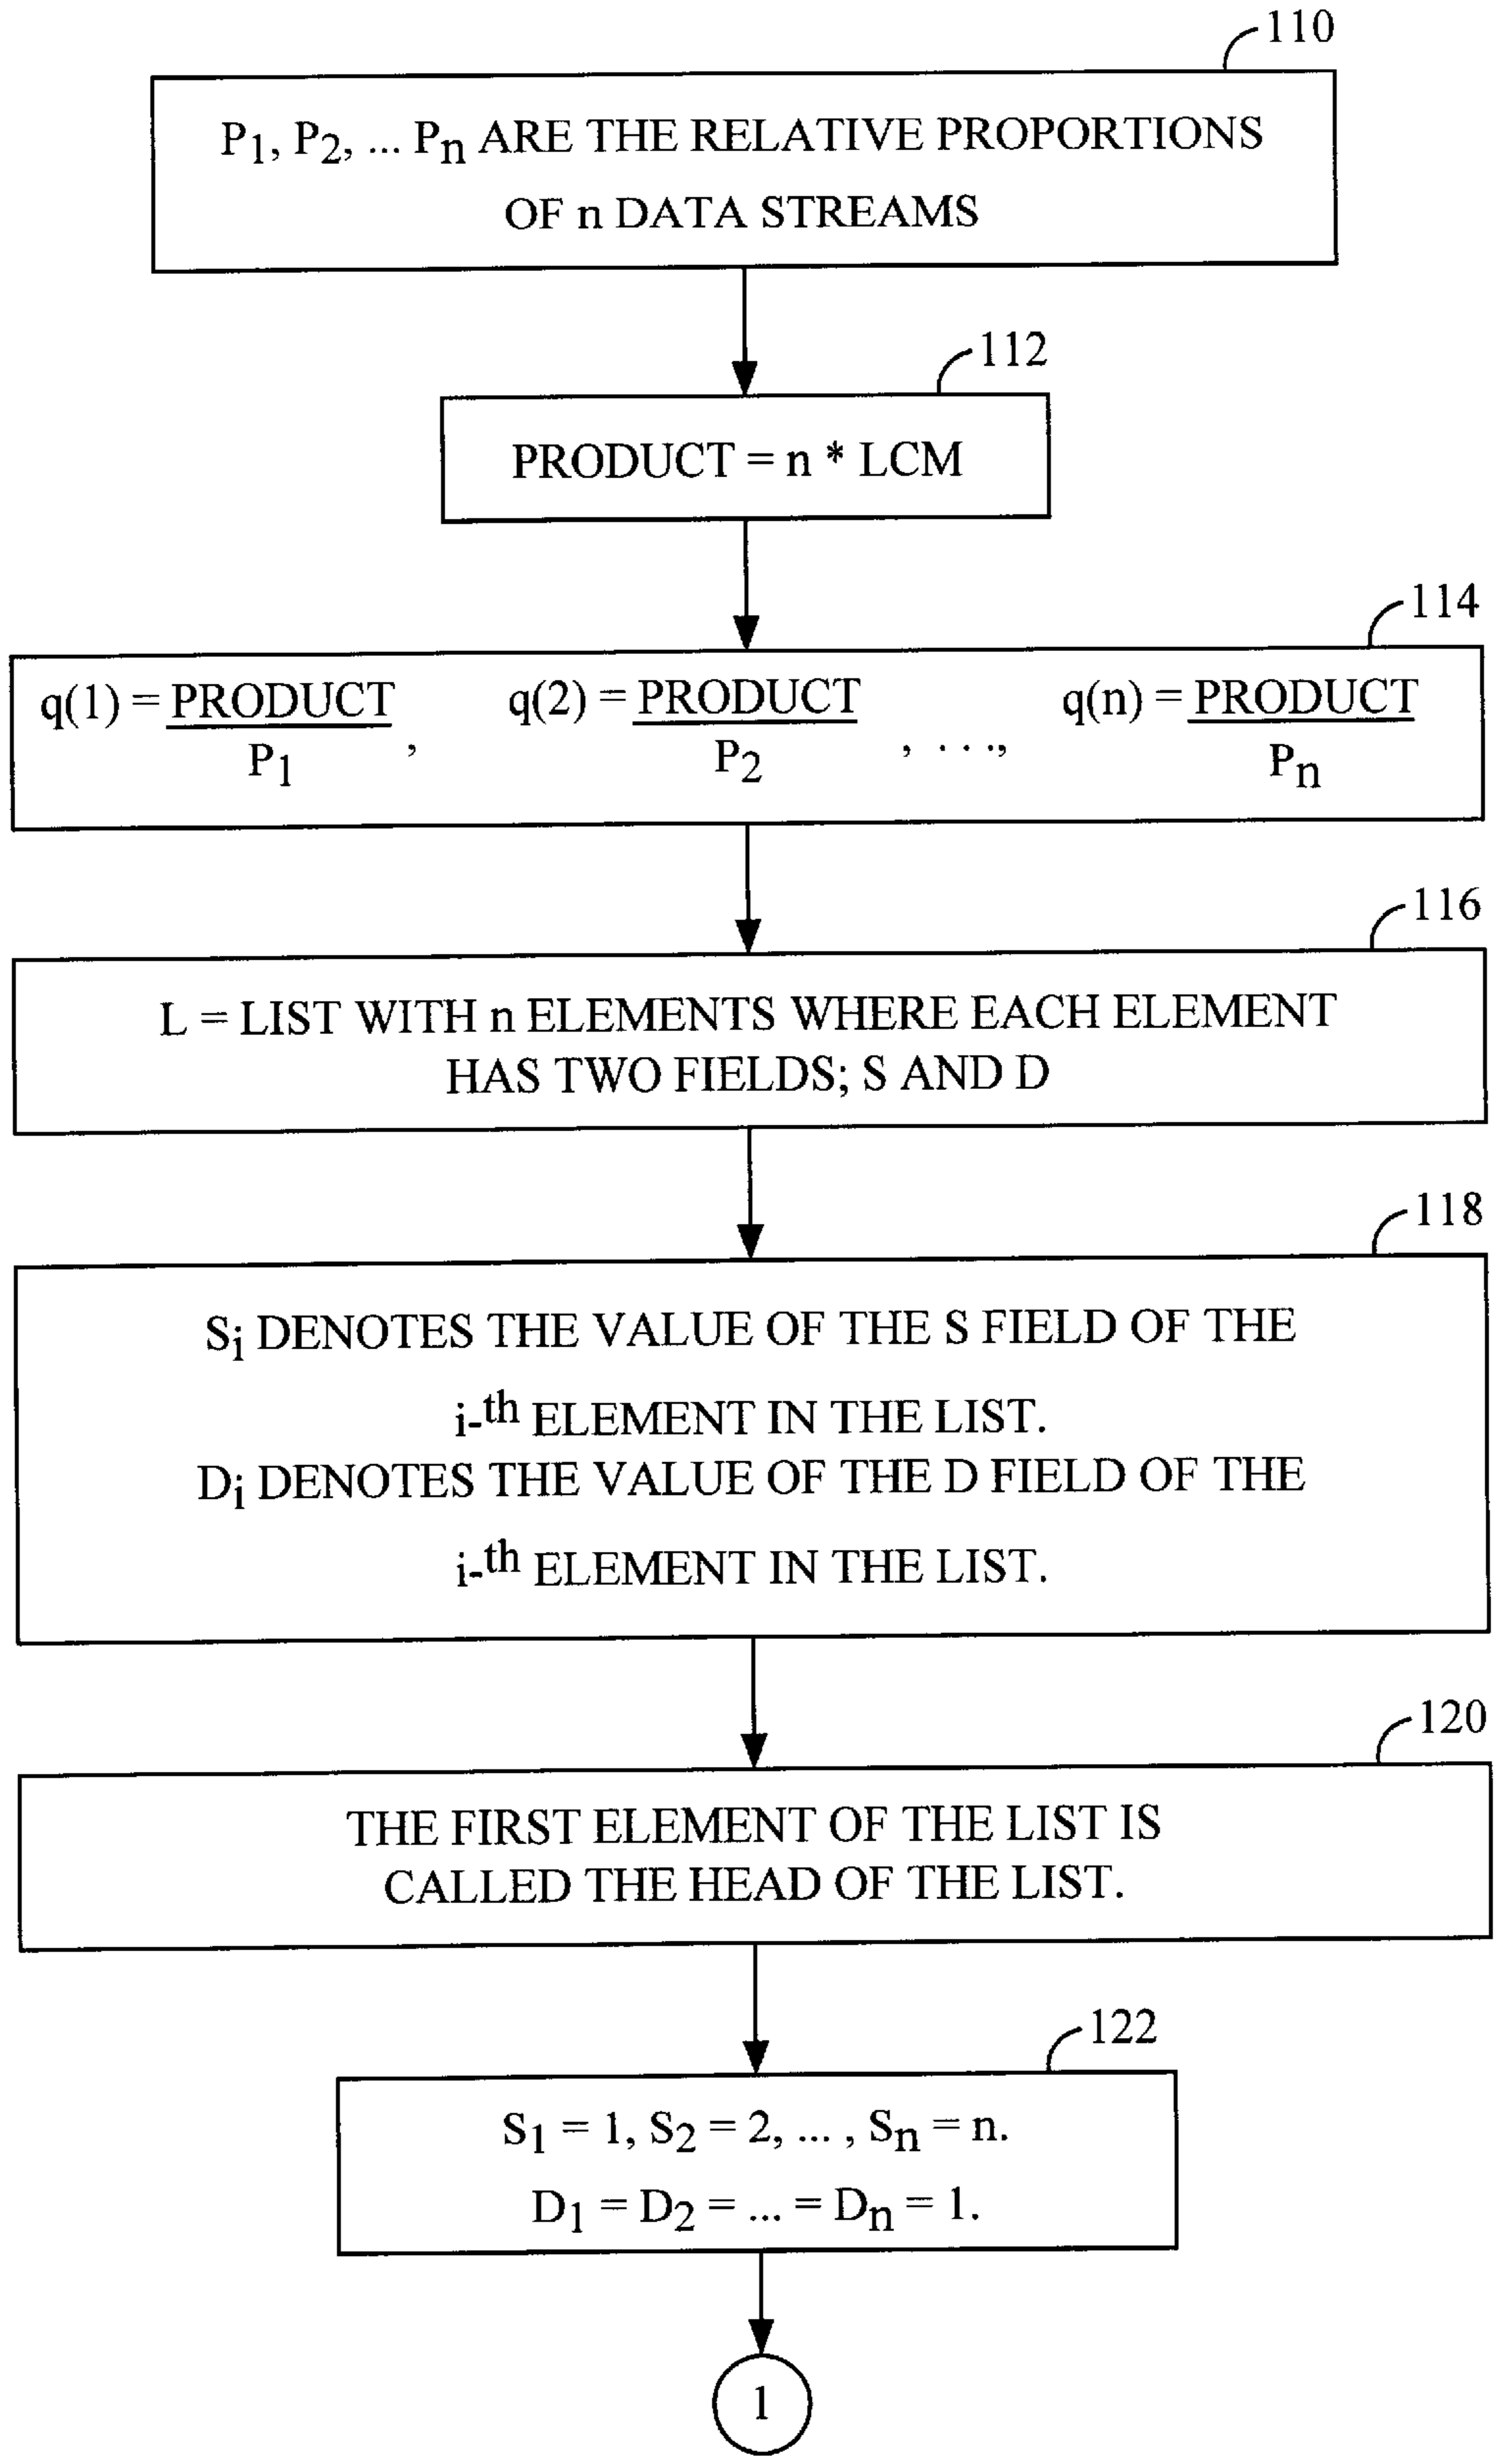 110
P1, P2, ... Pn ARE THE RELATIVE PROPORTIONS
OF n DATA STREAMS
112
PRODUCT = n * LCM
114
q(1) = PRODUCT / P1 , q(2) = PRODUCT / P2 , . . ., q(n) = PRODUCT / Pn
116
L = LIST WITH n ELEMENTS WHERE EACH ELEMENT
HAS TWO FIELDS; S AND D
118
Si DENOTES THE VALUE OF THE S FIELD OF THE
i-th ELEMENT IN THE LIST.
Di DENOTES THE VALUE OF THE D FIELD OF THE
i-th ELEMENT IN THE LIST.
120
THE FIRST ELEMENT OF THE LIST IS
CALLED THE HEAD OF THE LIST.
122
S1 = 1, S2 = 2, ... , Sn = n.
D1 = D2 = ... = Dn = 1.
1